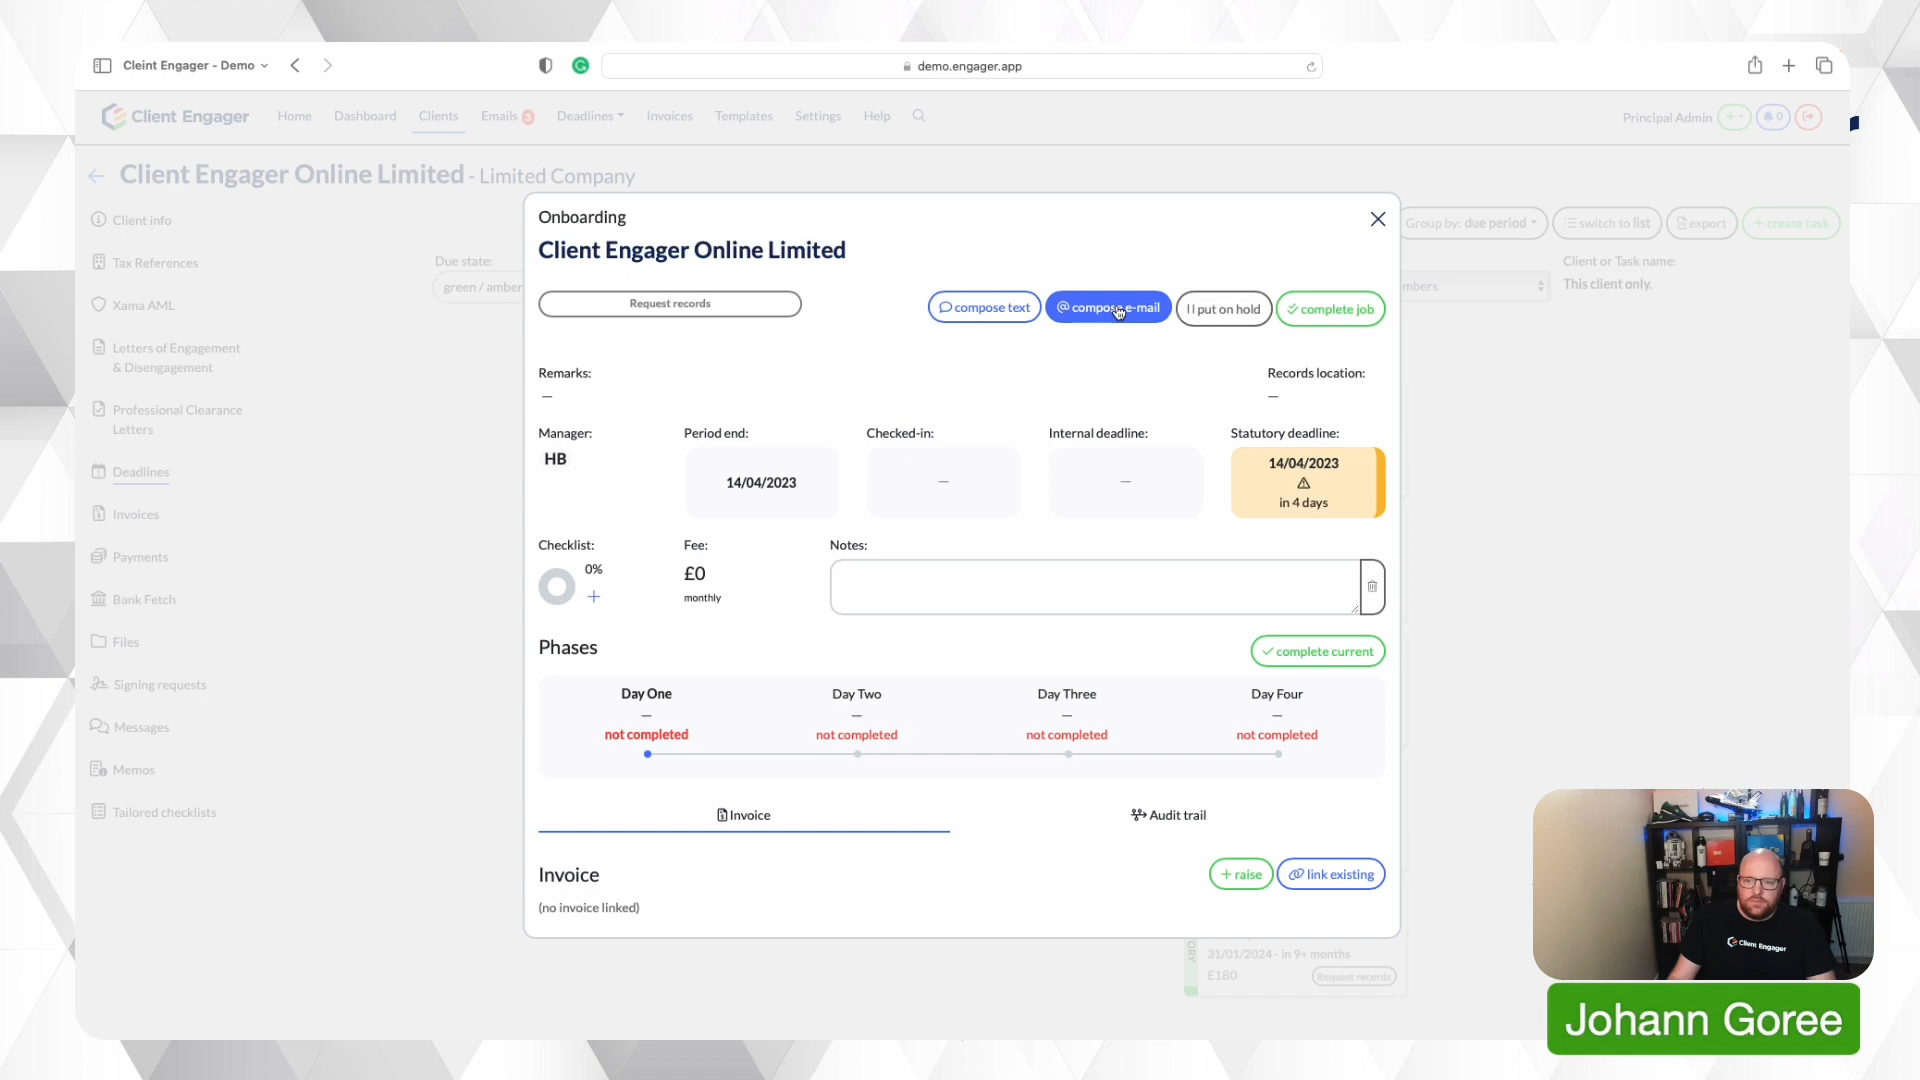 Cleint Engager - Demo
demo.engager.app
Client Engager
Home
Dashboard
Clients
Emails 3
Deadlines
Invoices
Templates
Settings
Help
Principal Admin
0
Client Engager Online Limited - Limited Company
Client info
Tax References
Xama AML
Letters of Engagement
& Disengagement
Professional Clearance
Letters
Deadlines
Invoices
Payments
Bank Fetch
Files
Signing requests
Messages
Memos
Tailored checklists
Due state:
green / amber
Group by: due period
switch to list
export
+ create task
Client or Task name:
This client only.
mbers
Onboarding
Client Engager Online Limited
Request records
compose text
@ compose e-mail
II put on hold
complete job
Remarks:
—
Records location:
—
Manager:
HB
Period end:
14/04/2023
Checked-in:
—
Internal deadline:
—
Statutory deadline:
14/04/2023
in 4 days
Checklist:
0%
+
Fee:
£0
monthly
Notes:
Phases
complete current
Day One
—
not completed
Day Two
—
not completed
Day Three
—
not completed
Day Four
—
not completed
Invoice
Audit trail
Invoice
+ raise
link existing
(no invoice linked)
ORY
31/01/2024 - in 9+ months
£180
Request records
Client Engager
Johann Goree